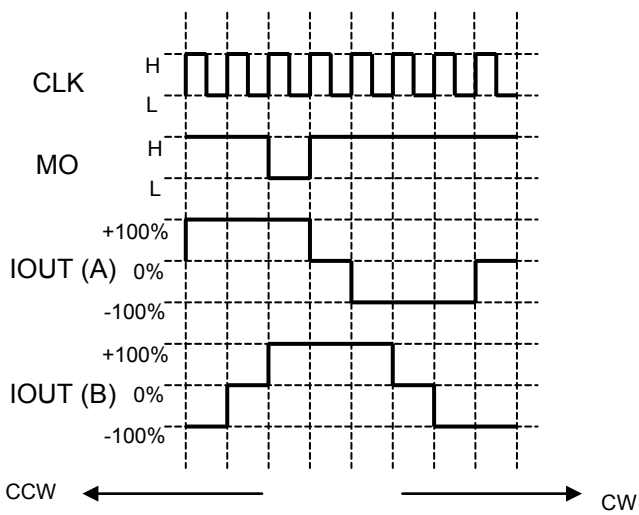 CLK
H
L
MO
H
L
IOUT (A)
+100%
0%
-100%
IOUT (B)
+100%
0%
-100%
CCW
CW